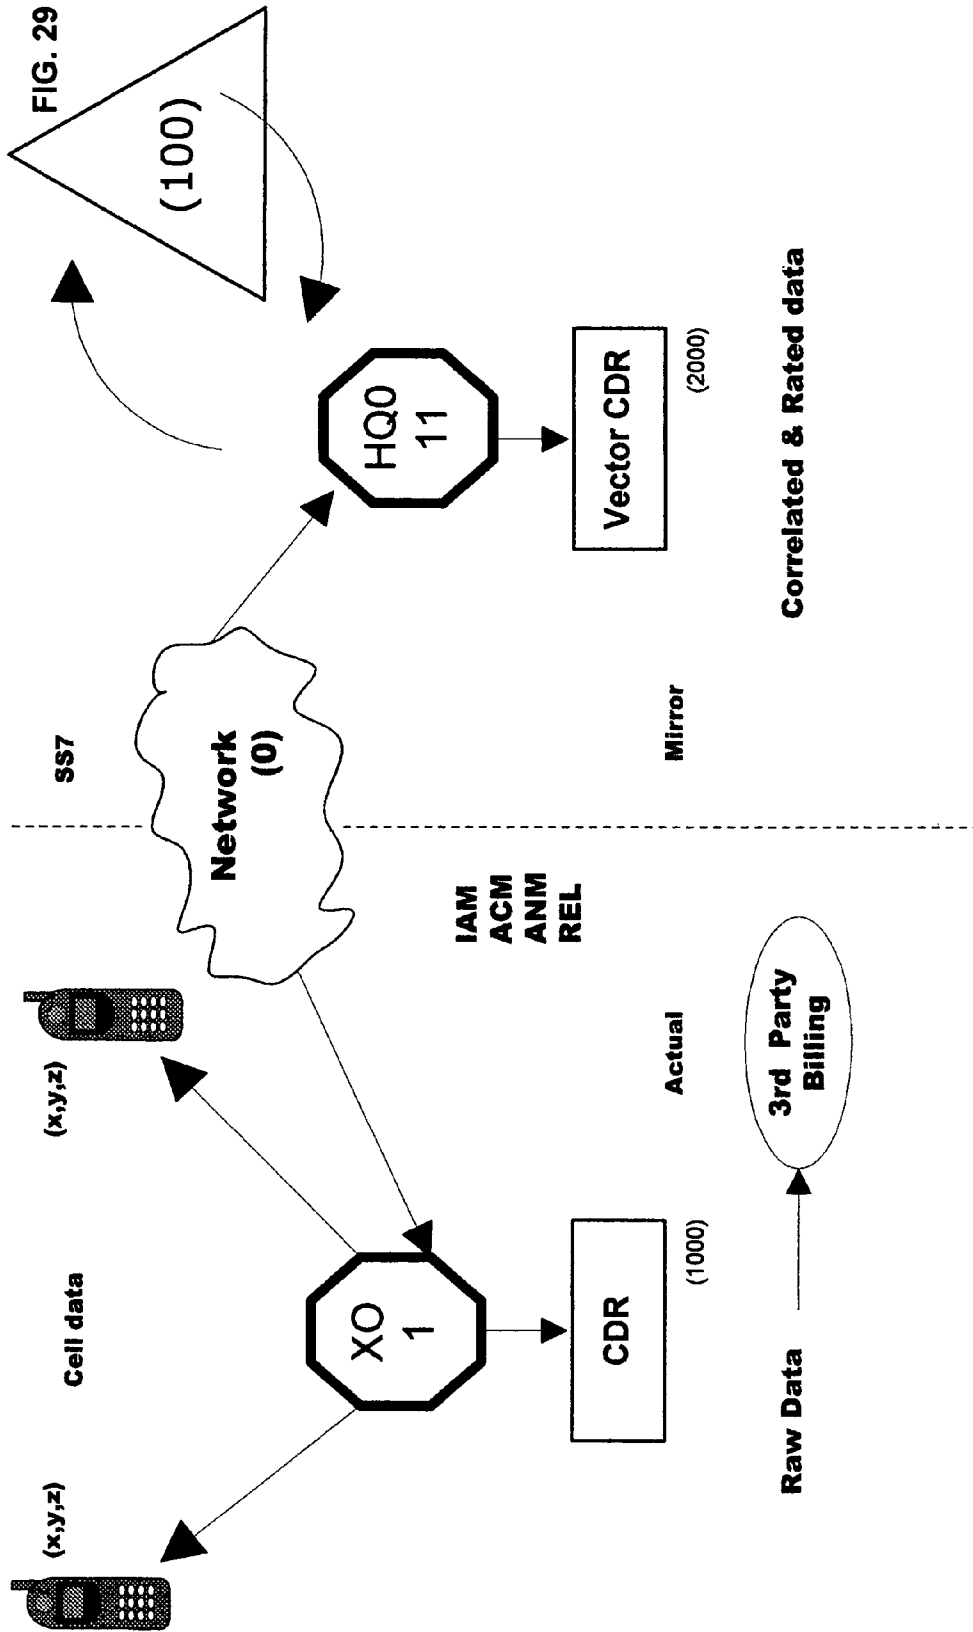 FIG. 29
(x,y,z)
Cell data
(x,y,z)
SS7
(100)
Network
(0)
XO
1
HQ0
11
IAM
ACM
ANM
REL
CDR
(1000)
Vector CDR
(2000)
Actual
Mirror
Raw Data
3rd Party
Billing
Correlated & Rated data